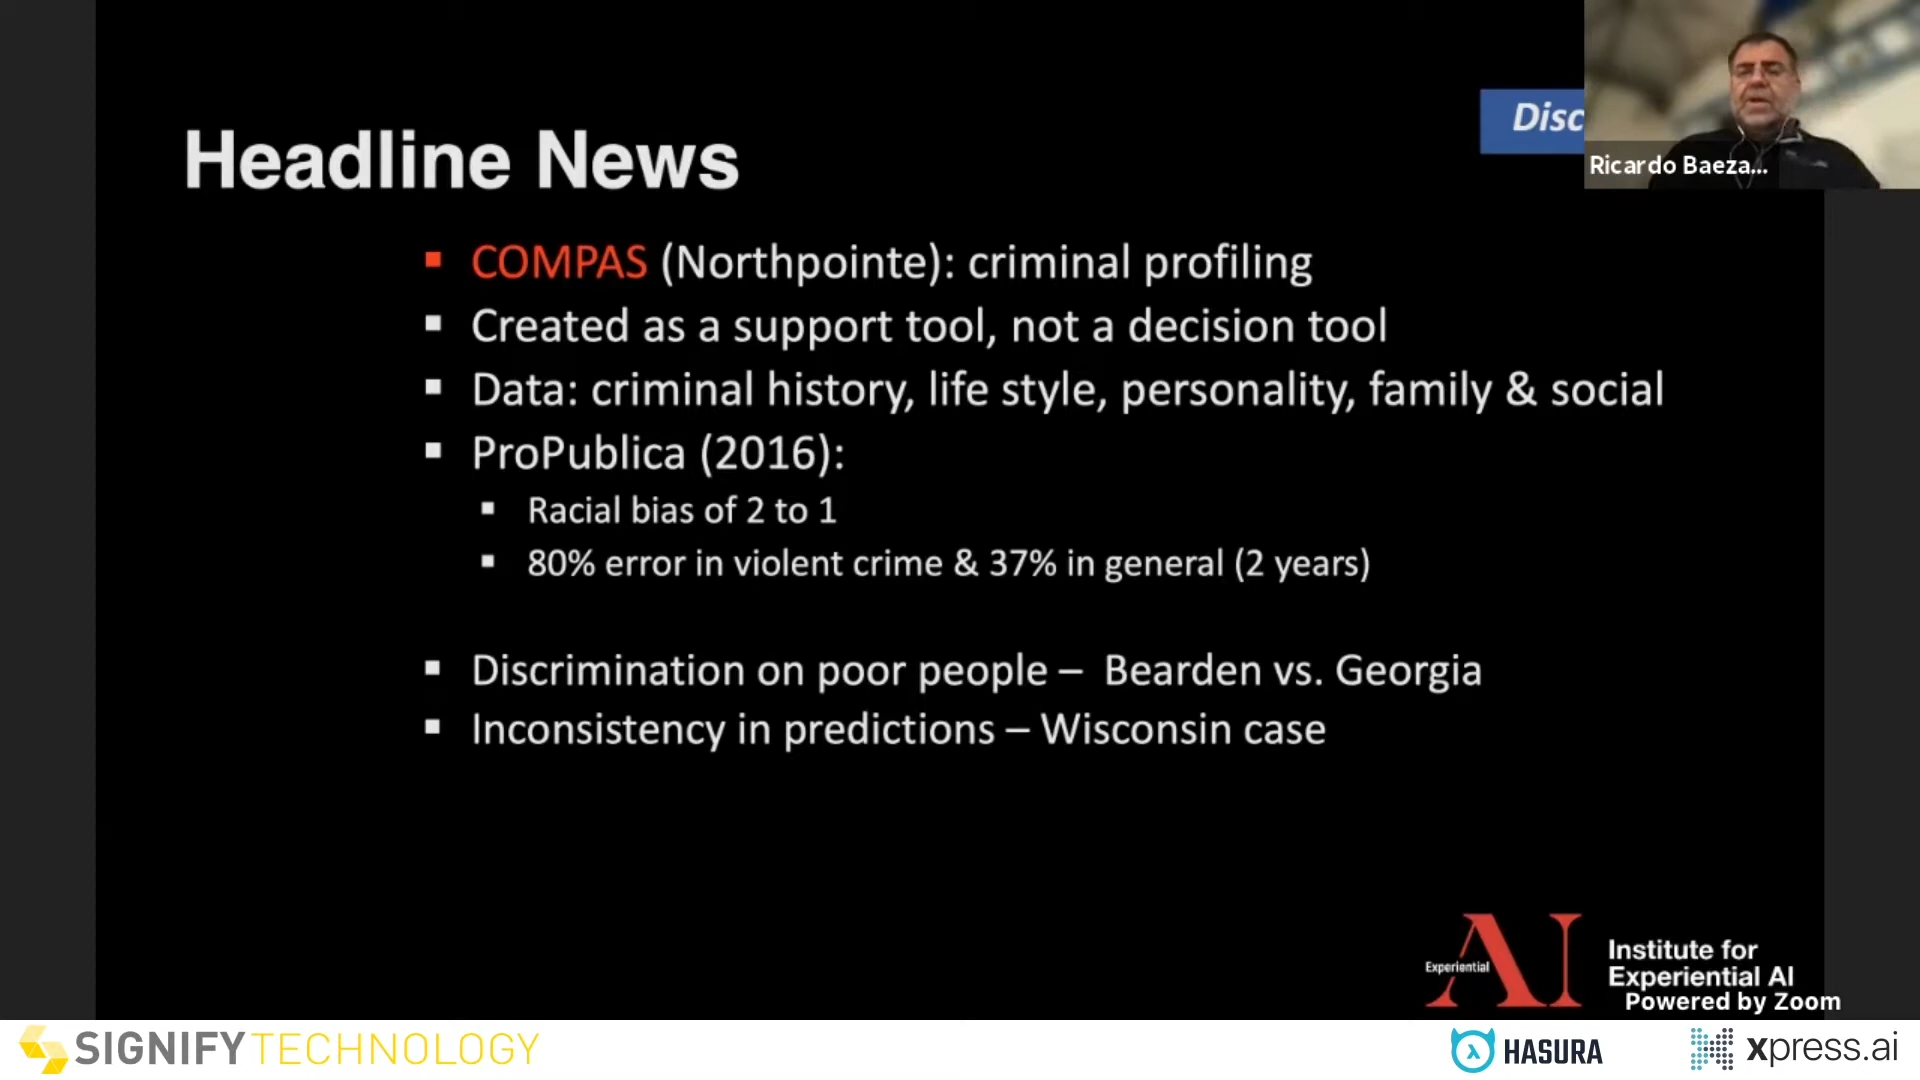 Disc
Ricardo Baeza...
Headline News
COMPAS (Northpointe): criminal profiling
Created as a support tool, not a decision tool
Data: criminal history, life style, personality, family & social
ProPublica (2016):
Racial bias of 2 to 1
80% error in violent crime & 37% in general (2 years)
Discrimination on poor people – Bearden vs. Georgia
Inconsistency in predictions – Wisconsin case
Experiential
AI
Institute for
Experiential AI
Powered by Zoom
SIGNIFY TECHNOLOGY
λ HASURA
xpress.ai